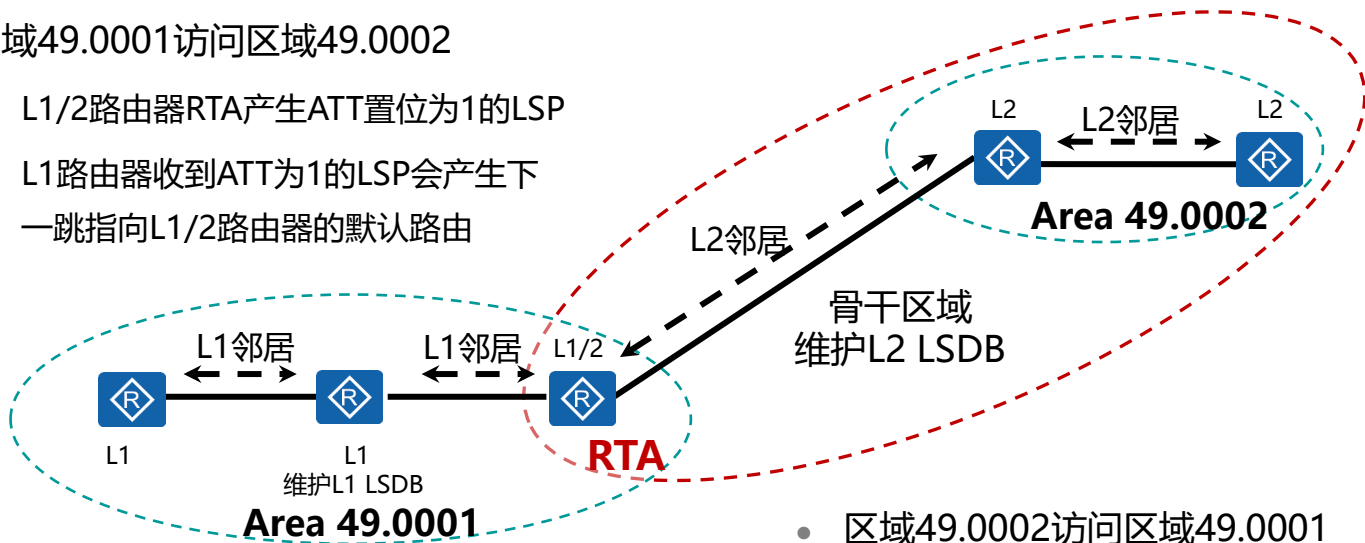 域49.0001访问区域49.0002
L1/2路由器RTA产生ATT置位为1的LSP
L1路由器收到ATT为1的LSP会产生下
一跳指向L1/2路由器的默认路由
L2
L2邻居
L2
R
R
Area 49.0002
L2邻居
骨干区域
维护L2 LSDB
L1邻居
L1邻居
L1/2
R
R
R
L1
L1
RTA
维护L1 LSDB
Area 49.0001
区域49.0002访问区域49.0001